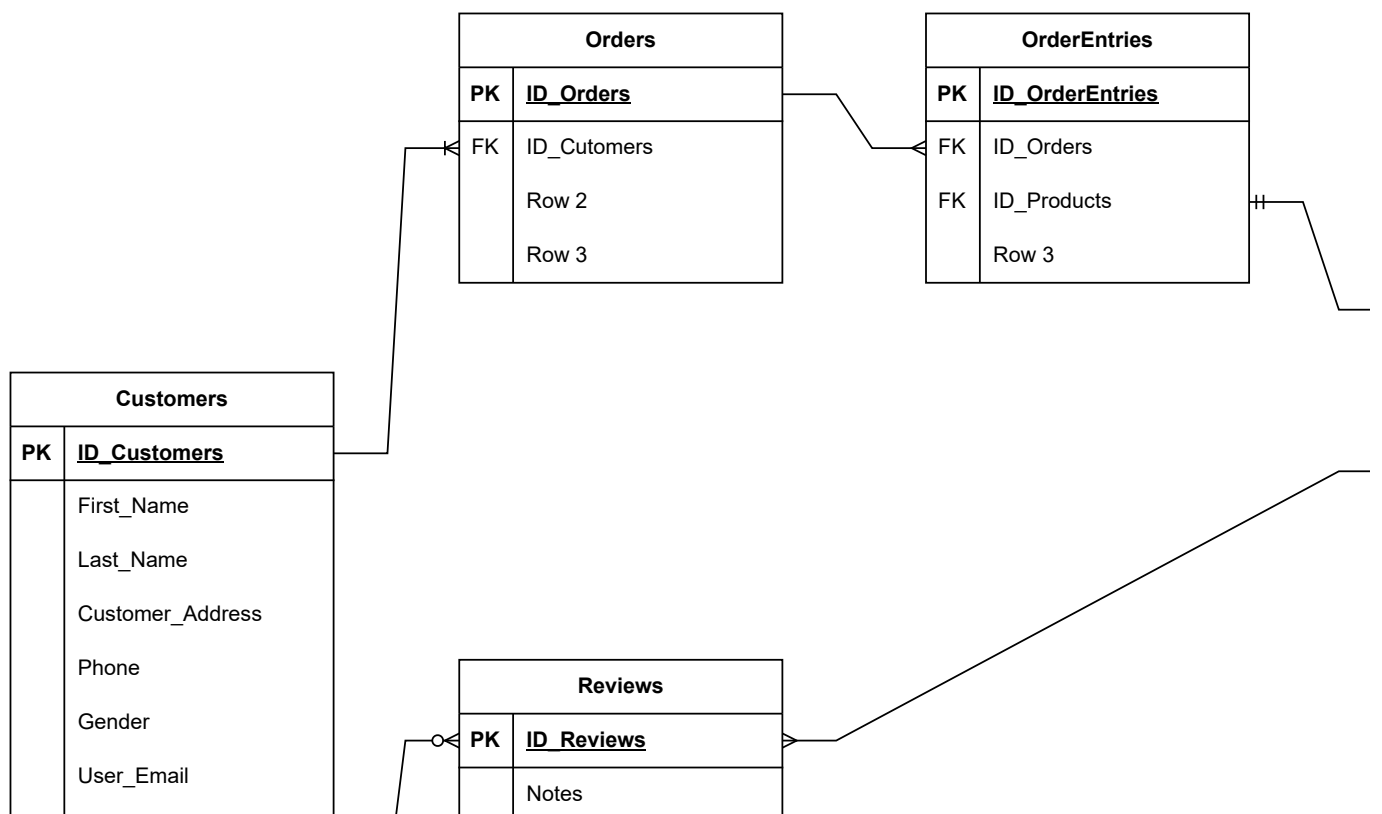 Orders
PK ID_Orders
FK ID_Cutomers
Row 2
Row 3
OrderEntries
PK ID_OrderEntries
FK ID_Orders
FK ID_Products
Row 3
Customers
PK ID_Customers
First_Name
Last_Name
Customer_Address
Phone
Gender
User_Email
Reviews
PK ID_Reviews
Notes